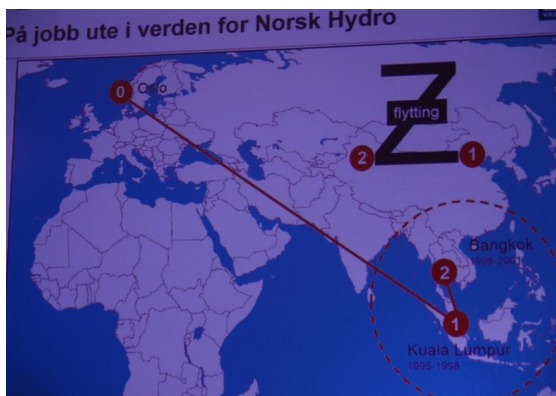 På jobb ute i verden for Norsk Hydro
0 Oslo
Z
flytting
2 1
Bangkok
1998-2001
2
1
Kuala Lumpur
1995-1998